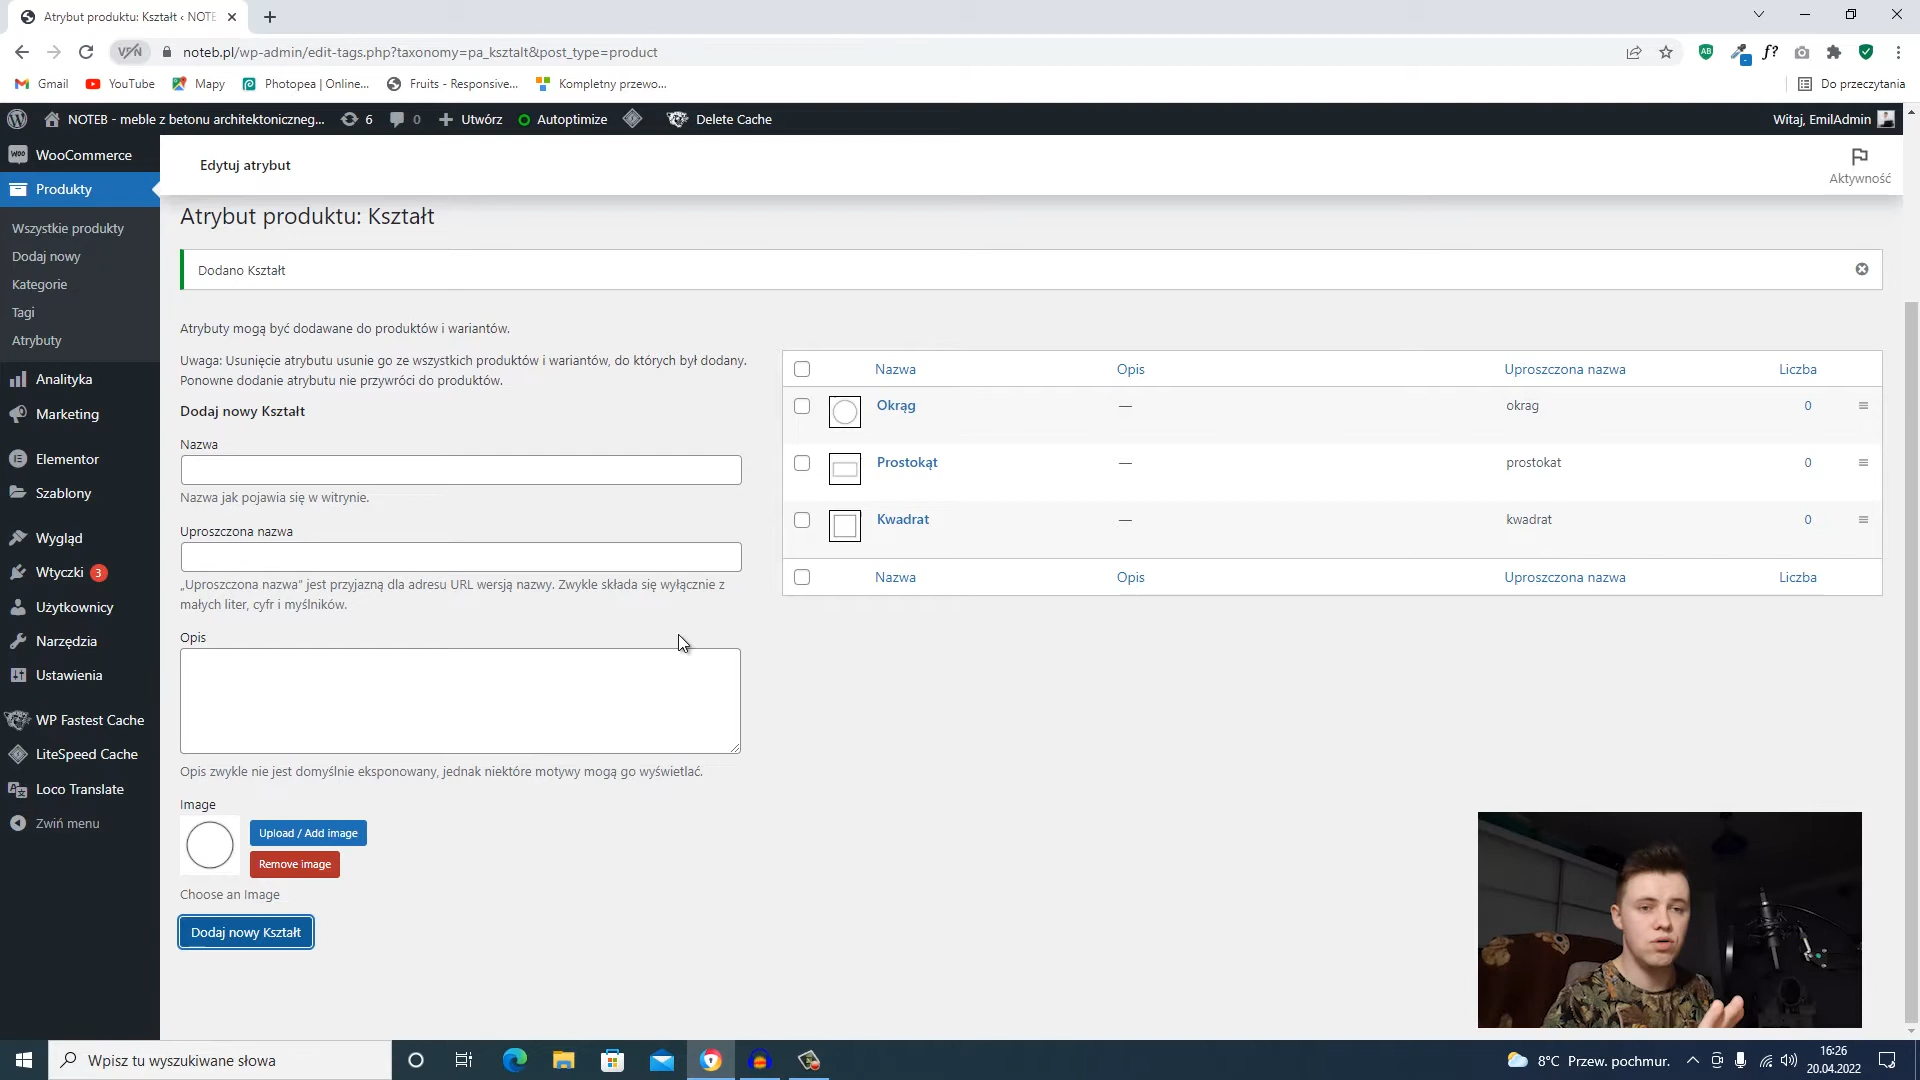 Atrybut produktu: Kształt ‹ NOTE
VPN
noteb.pl/wp-admin/edit-tags.php?taxonomy=pa_ksztalt&post_type=product
Gmail
YouTube
Mapy
Photopea | Online...
Fruits - Responsive...
Kompletny przewo...
Do przeczytania
NOTEB - meble z betonu architektoniczneg...
6
0
Utwórz
Autoptimize
Delete Cache
Witaj, EmilAdmin
WooCommerce
Produkty
Wszystkie produkty
Dodaj nowy
Kategorie
Tagi
Atrybuty
Analityka
Marketing
Elementor
Szablony
Wygląd
Wtyczki 3
Użytkownicy
Narzędzia
Ustawienia
WP Fastest Cache
LiteSpeed Cache
Loco Translate
Zwiń menu
Edytuj atrybut
Aktywność
Atrybut produktu: Kształt
Dodano Kształt
Atrybuty mogą być dodawane do produktów i wariantów.
Uwaga: Usunięcie atrybutu usunie go ze wszystkich produktów i wariantów, do których był dodany.
Ponowne dodanie atrybutu nie przywróci do produktów.
Dodaj nowy Kształt
Nazwa
Nazwa jak pojawia się w witrynie.
Uproszczona nazwa
„Uproszczona nazwa” jest przyjazną dla adresu URL wersją nazwy. Zwykle składa się wyłącznie z
małych liter, cyfr i myślników.
Opis
Opis zwykle nie jest domyślnie eksponowany, jednak niektóre motywy mogą go wyświetlać.
Image
Upload / Add image
Remove image
Choose an Image
Dodaj nowy Kształt
Nazwa Opis Uproszczona nazwa Liczba
Okrąg — okrag 0
Prostokąt — prostokat 0
Kwadrat — kwadrat 0
Nazwa Opis Uproszczona nazwa Liczba
Wpisz tu wyszukiwane słowa
8°C Przew. pochmur.
16:26
20.04.2022